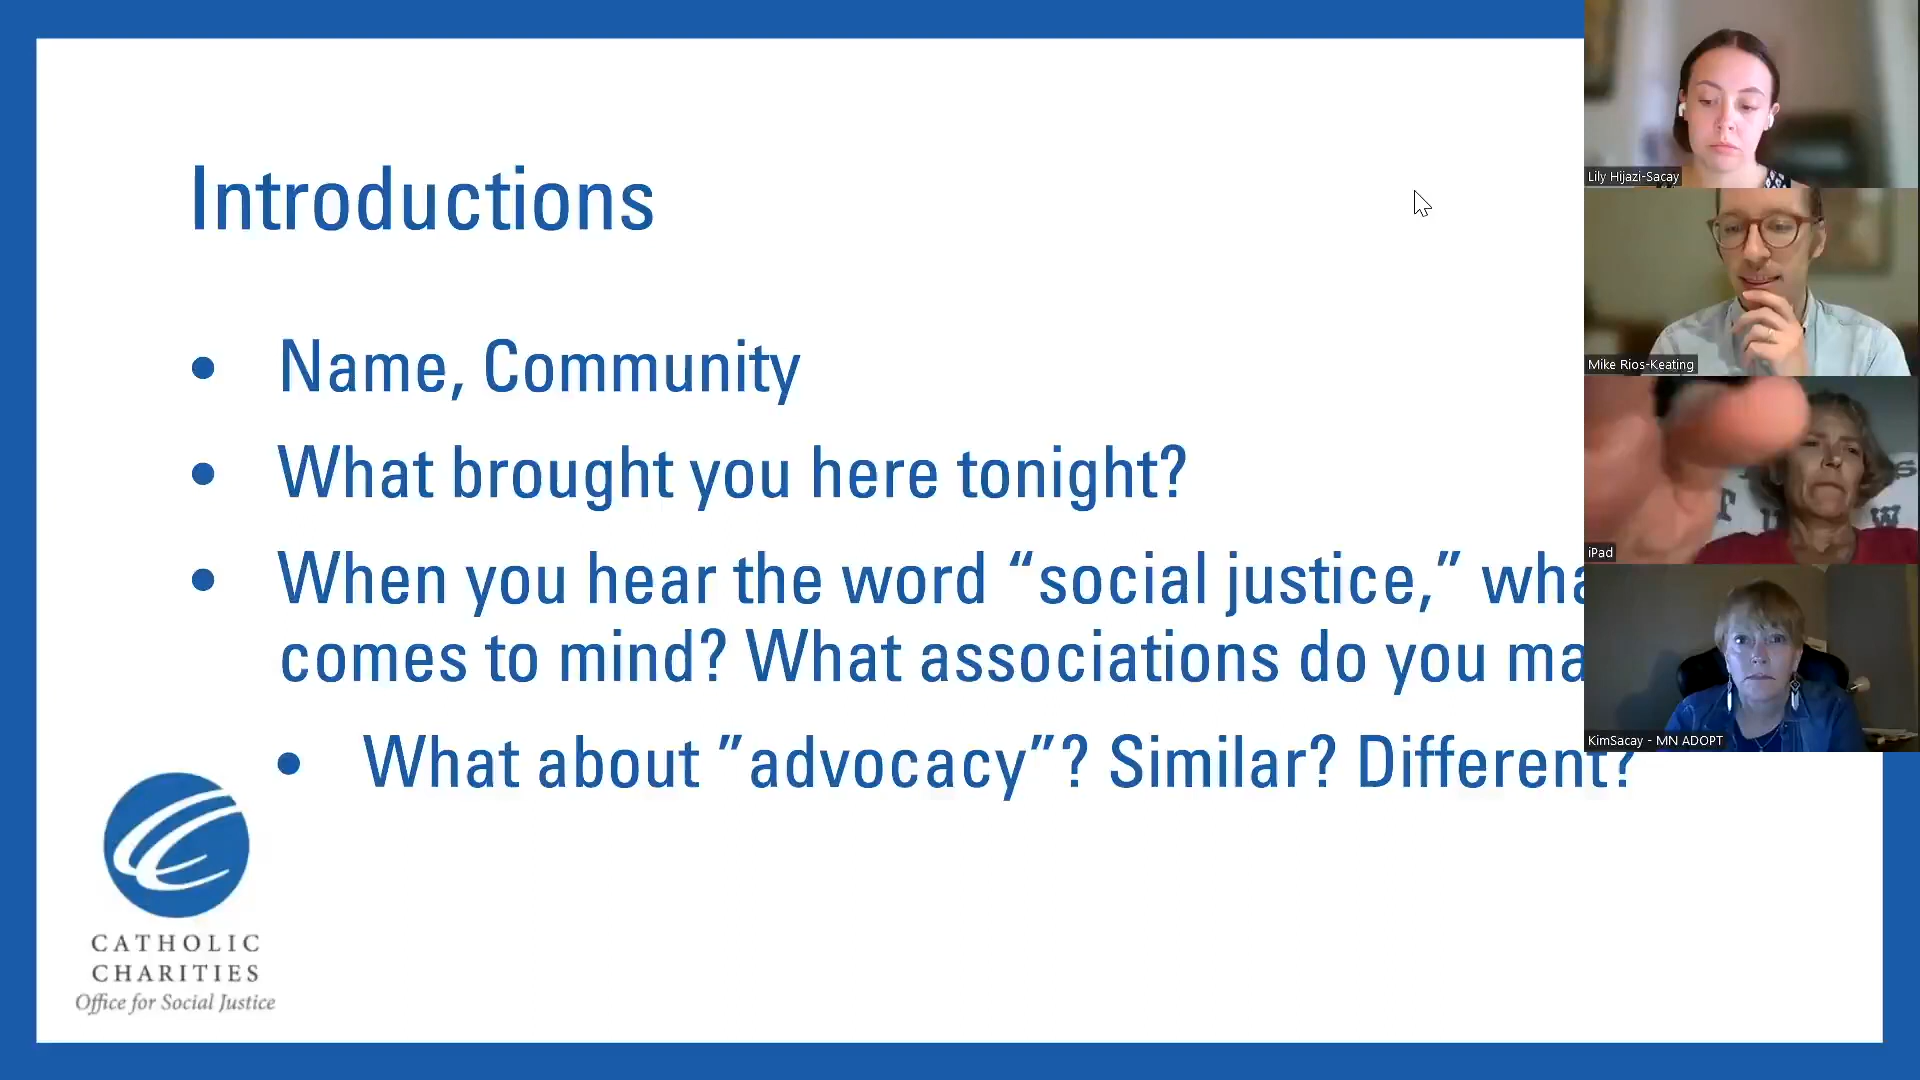 Introductions
• Name, Community
• What brought you here tonight?
• When you hear the word “social justice,”
comes to mind? What associations do you
• What about ”advocacy”? Similar? Different?
CATHOLIC
CHARITIES
Office for Social Justice
Lily Hijazi-Sacay
Mike Rios-Keating
iPad
KimSacay - MN ADOPT